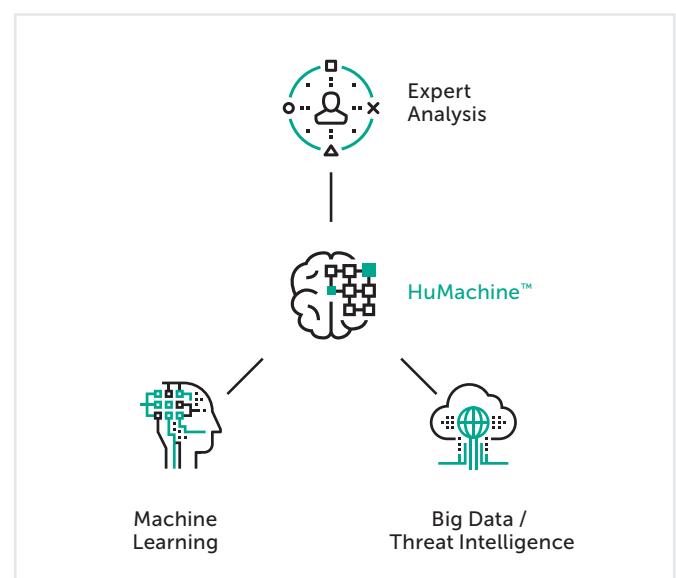 Expert
Analysis
HuMachine™
Machine
Learning
Big Data /
Threat Intelligence